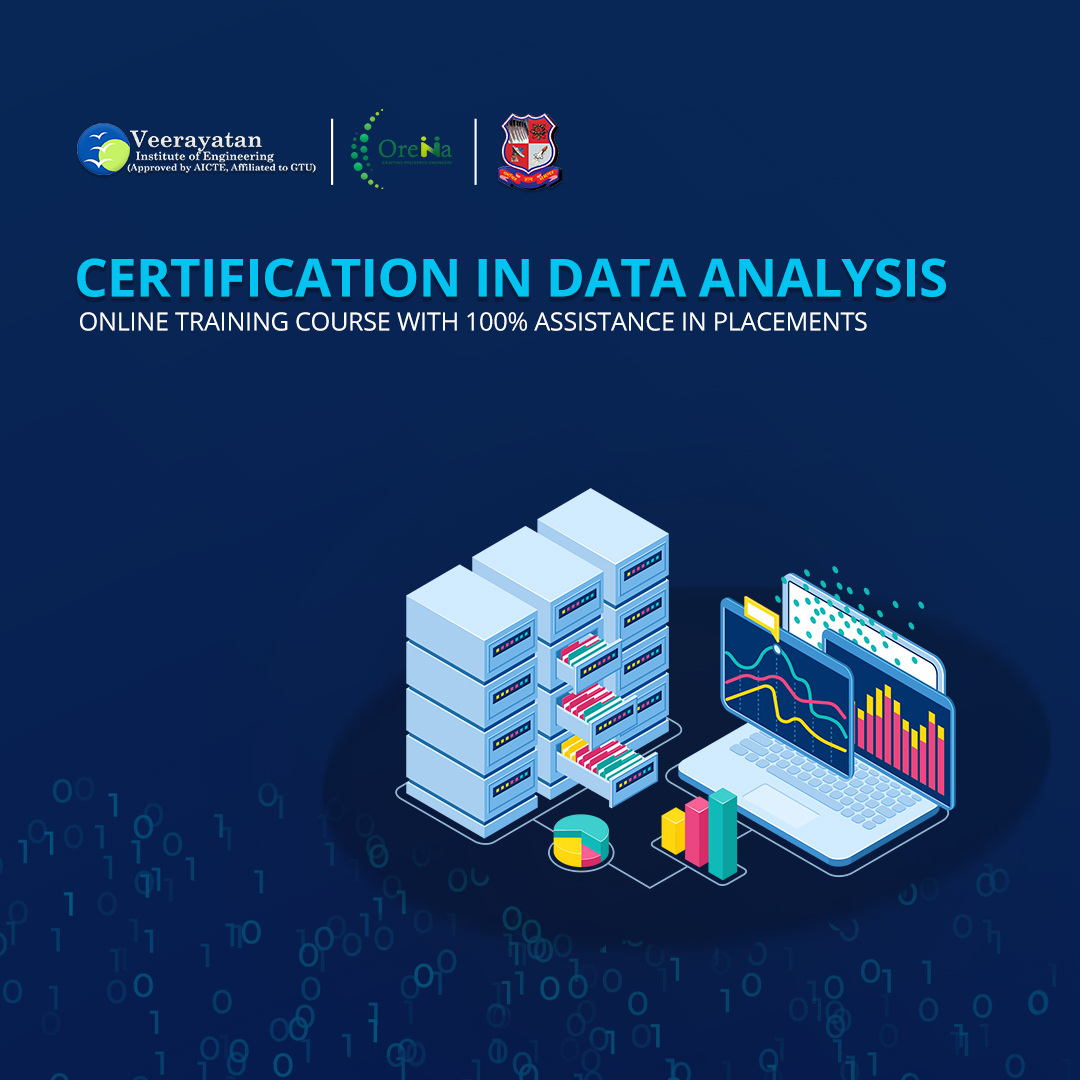 Veerayatan
Institute of Engineering
(Approved by AICTE, Affiliated to GTU)
OreNa
CERTIFICATION IN DATA ANALYSIS
ONLINE TRAINING COURSE WITH 100% ASSISTANCE IN PLACEMENTS